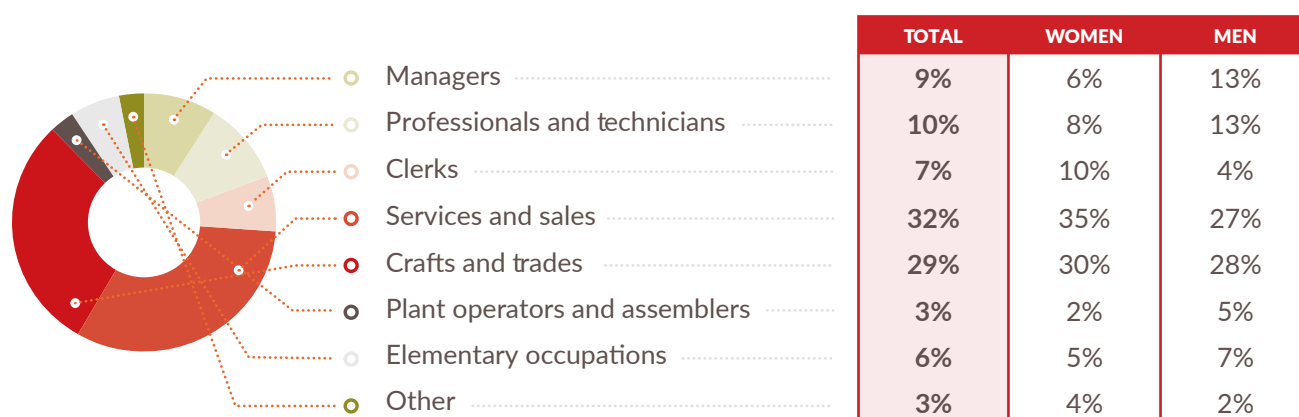 TOTAL WOMEN MEN
Managers 9% 6% 13%
Professionals and technicians 10% 8% 13%
Clerks 7% 10% 4%
Services and sales 32% 35% 27%
Crafts and trades 29% 30% 28%
Plant operators and assemblers 3% 2% 5%
Elementary occupations 6% 5% 7%
Other 3% 4% 2%